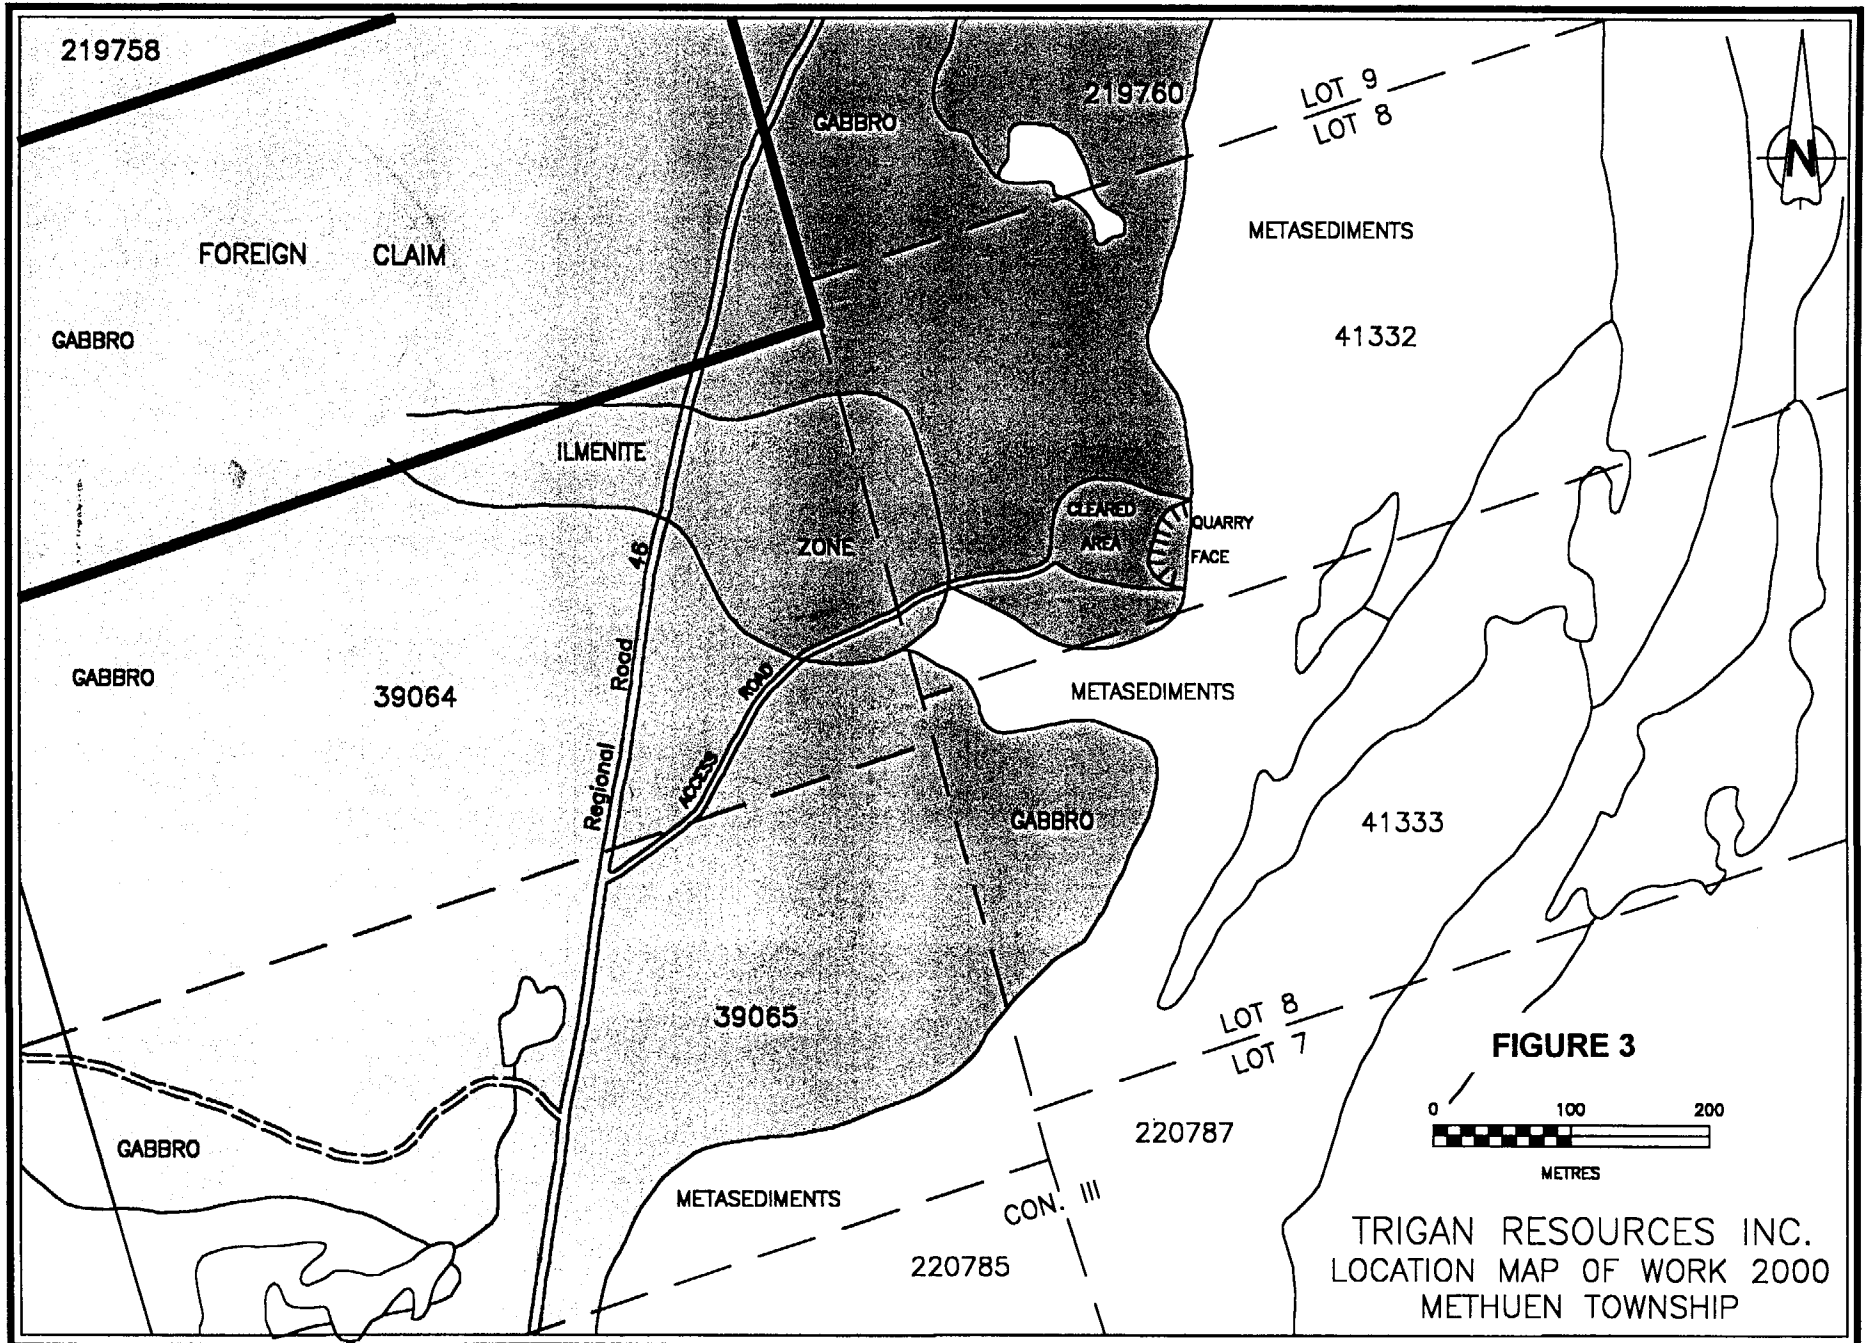 219758
219760
GABBRO
LOT 9
LOT 8
N
METASEDIMENTS
FOREIGN CLAIM
GABBRO
41332
ILMENITE
ZONE
CLEARED
AREA
QUARRY
FACE
Regional Road 46
ACCESS ROAD
GABBRO
39064
METASEDIMENTS
GABBRO
41333
39065
LOT 8
LOT 7
FIGURE 3
0 100 200
METRES
220787
GABBRO
METASEDIMENTS
CON. III
220785
TRIGAN RESOURCES INC.
LOCATION MAP OF WORK 2000
METHUEN TOWNSHIP